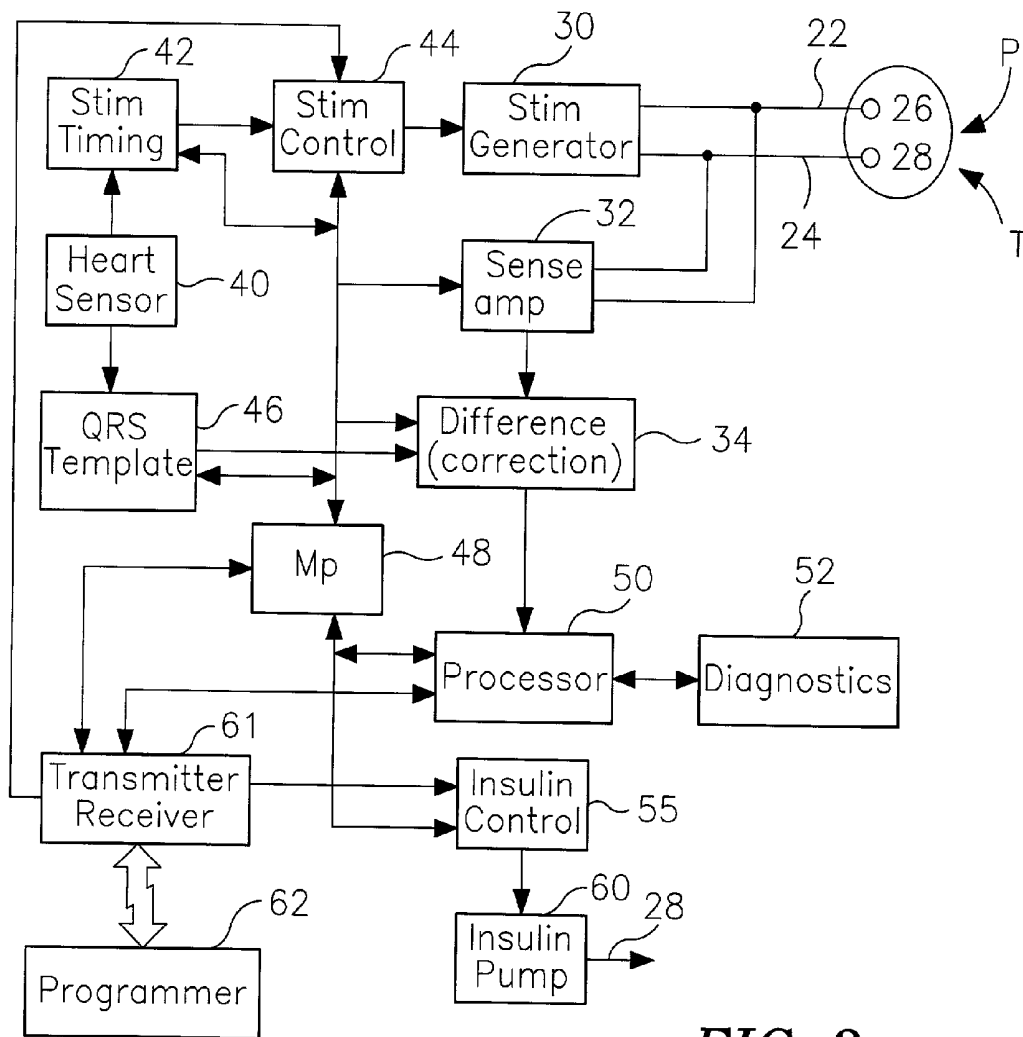 42
44
30
22
P
Stim
Timing
Stim
Control
Stim
Generator
26
28
24
T
32
Heart
Sensor
40
Sense
amp
46
QRS
Template
Difference
(correction)
34
Mp
48
50
52
Processor
Diagnostics
61
Transmitter
Receiver
Insulin
Control
55
62
60
28
Programmer
Insulin
Pump